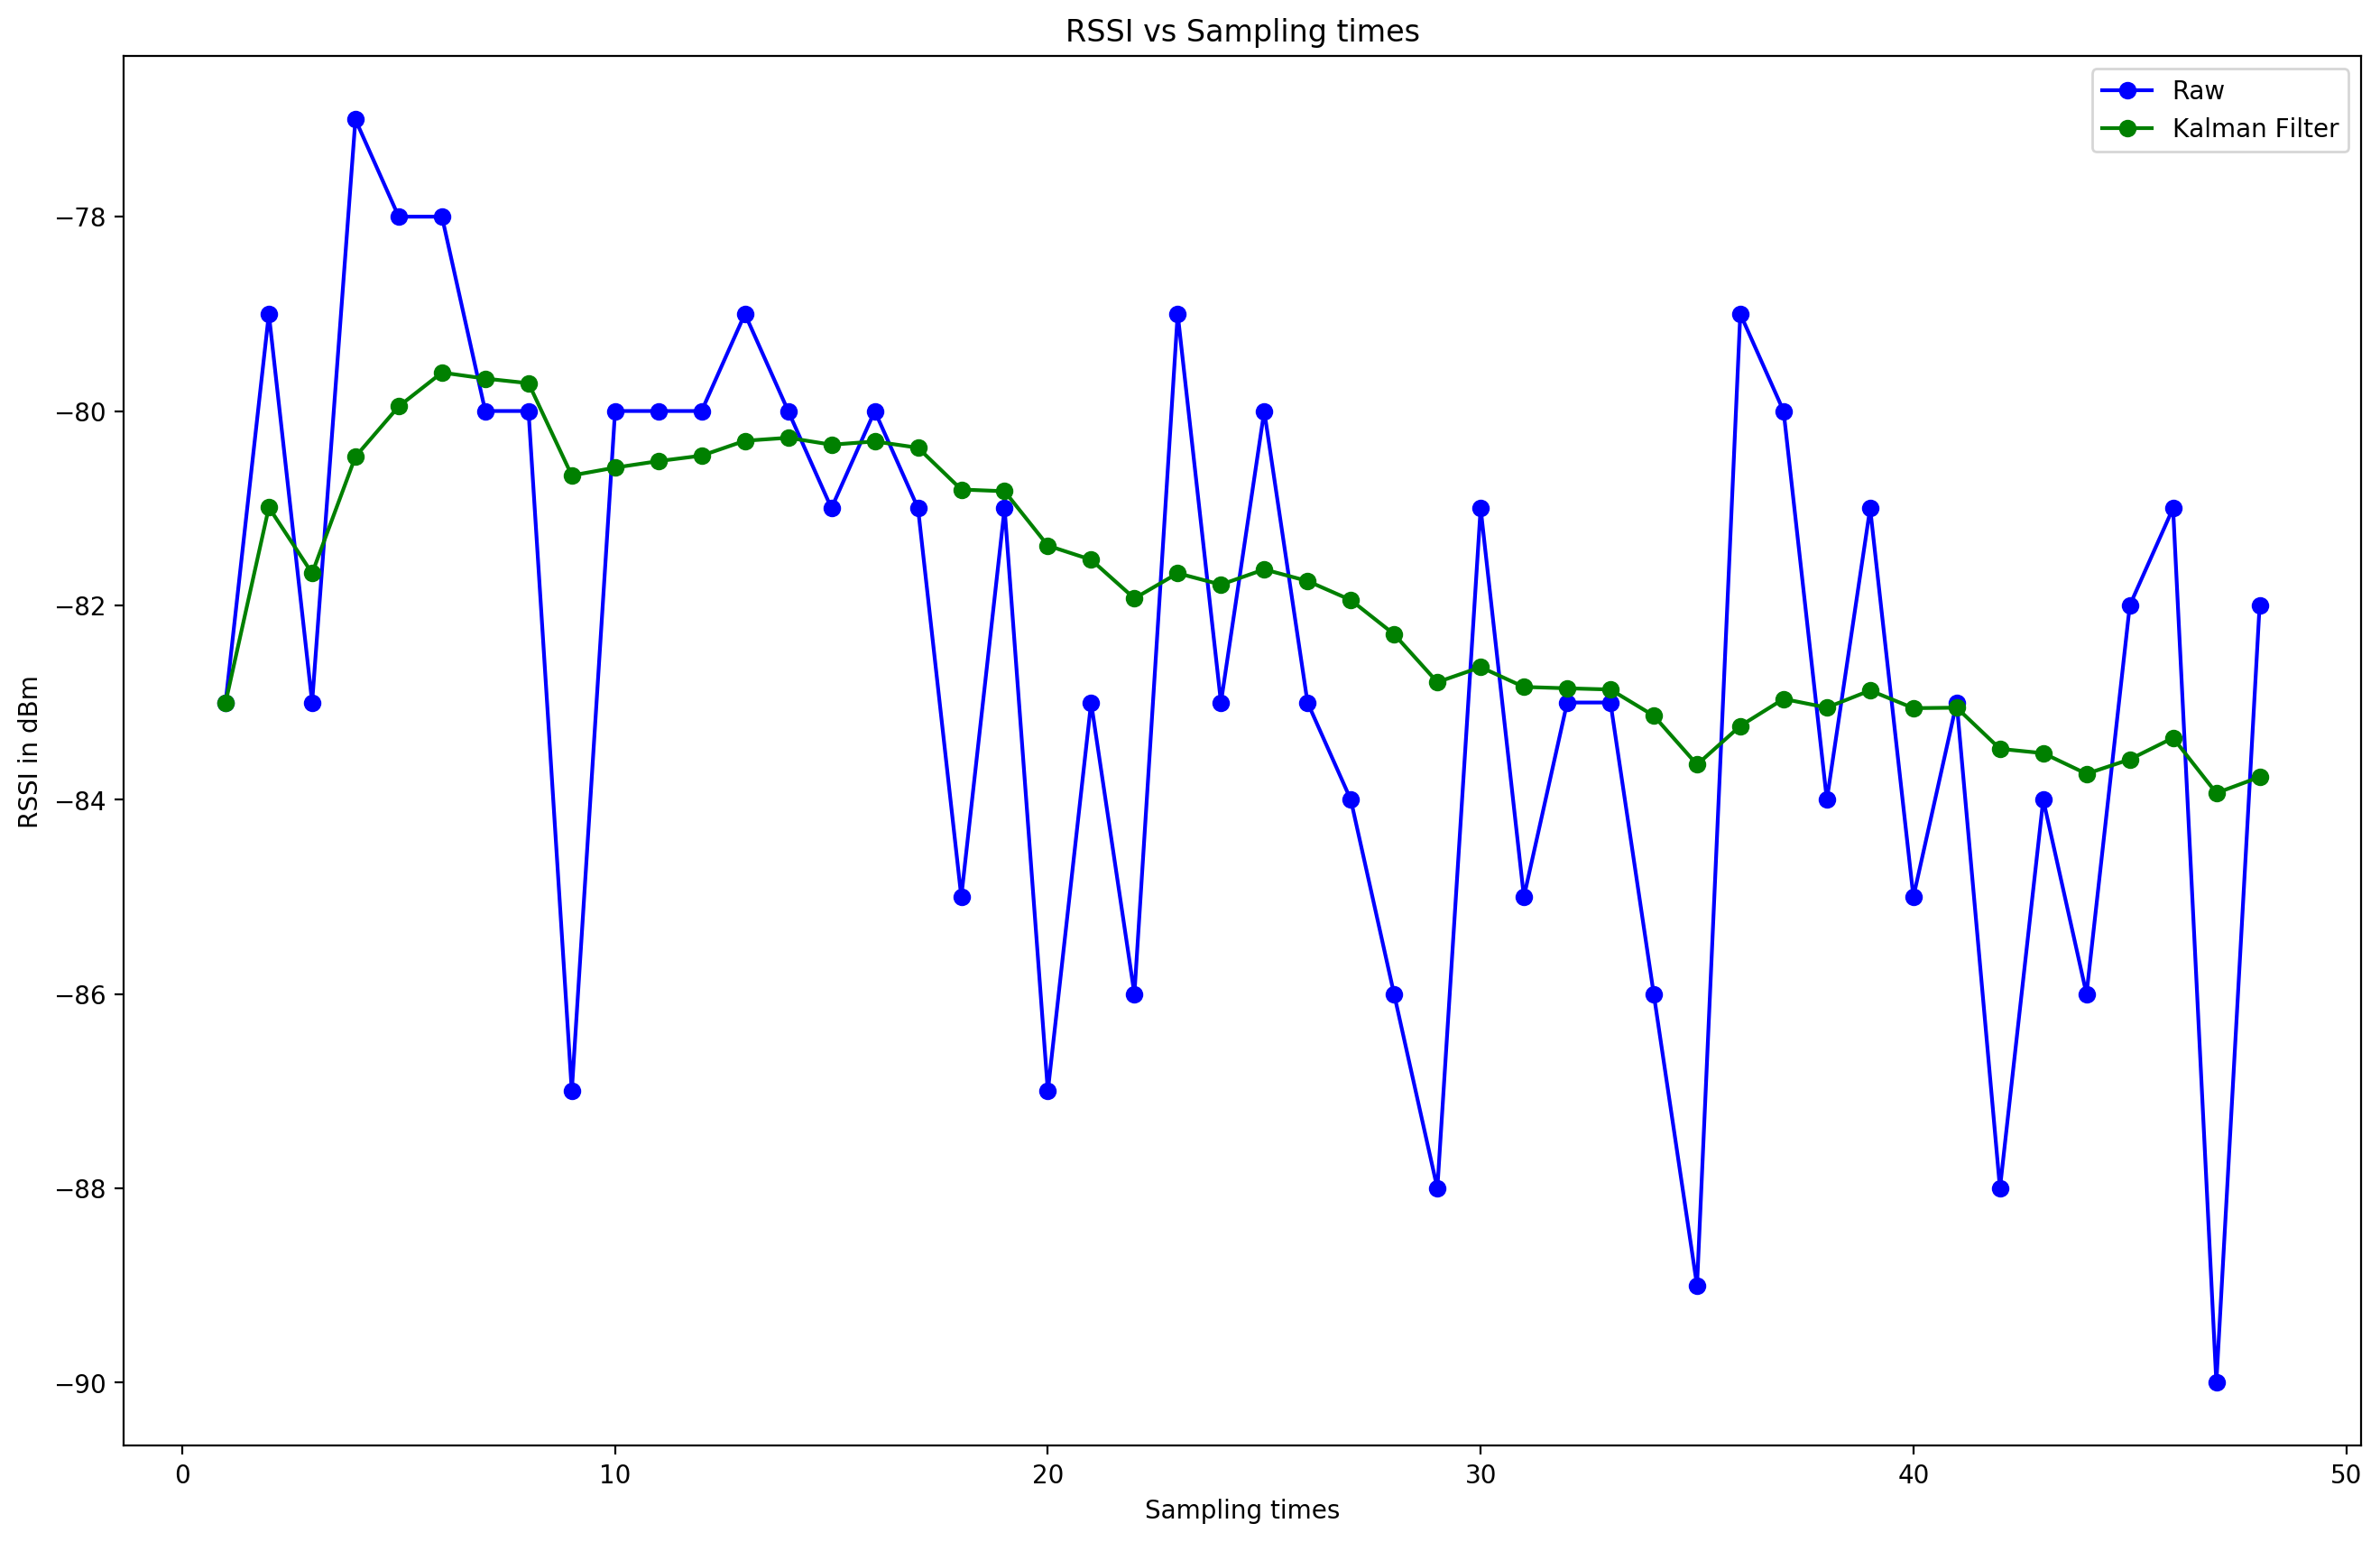 RSSI vs Sampling times
Raw
Kalman Filter
−78
−80
−82
−84
−86
−88
−90
RSSI in dBm
0 10 20 30 40 50
Sampling times